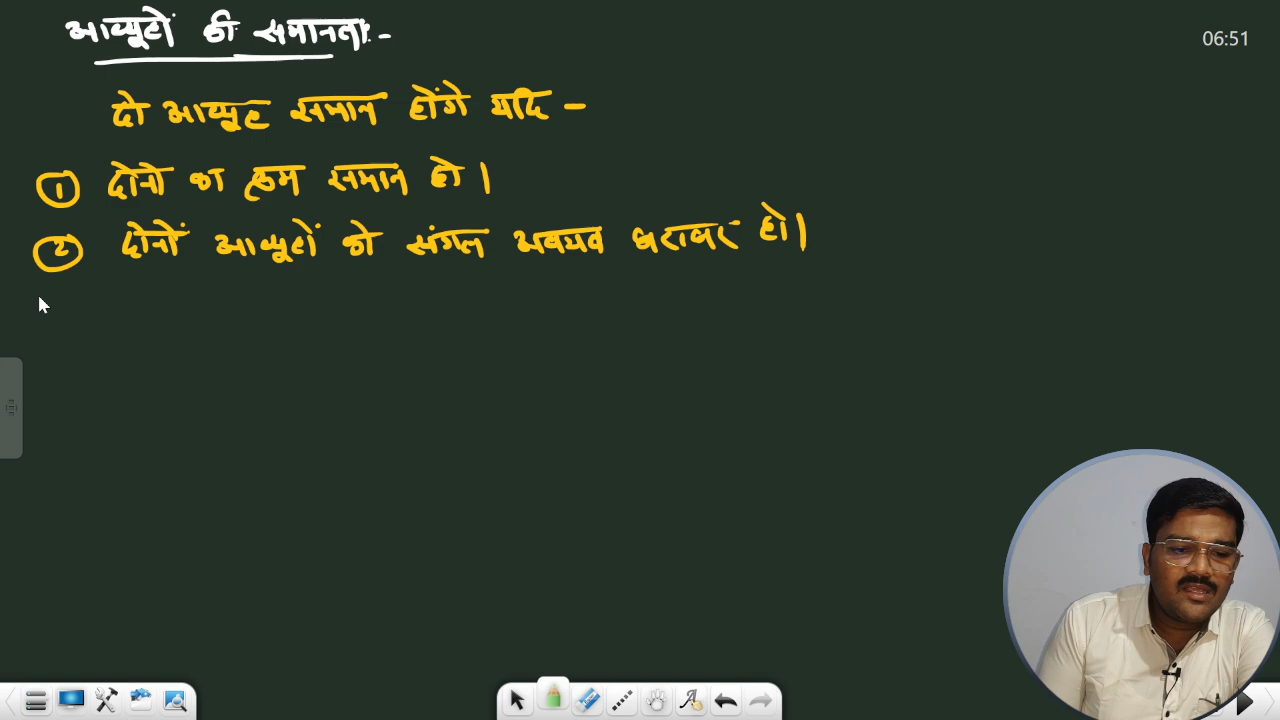 आव्यूहों की समानता:-
06:51
दो आव्यूह समान होंगे यदि -
① दोनो का क्रम समान हो।
② दोनों आव्यूहों के संगत अवयव बराबर हो।